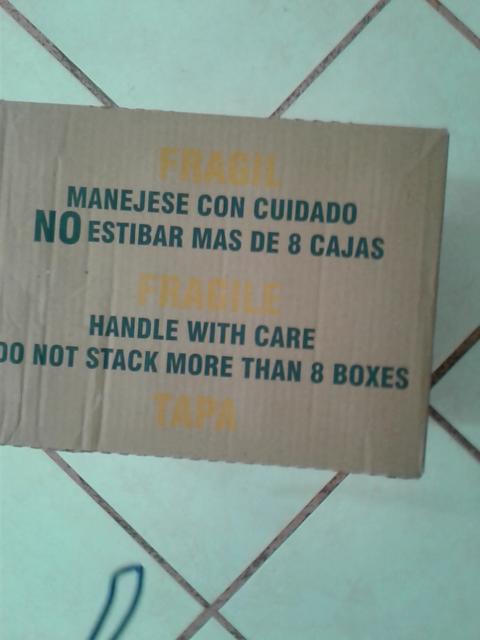 FRAGIL
MANEJESE CON CUIDADO
NO ESTIBAR MAS DE 8 CAJAS
FRAGILE
HANDLE WITH CARE
DO NOT STACK MORE THAN 8 BOXES
TAPA